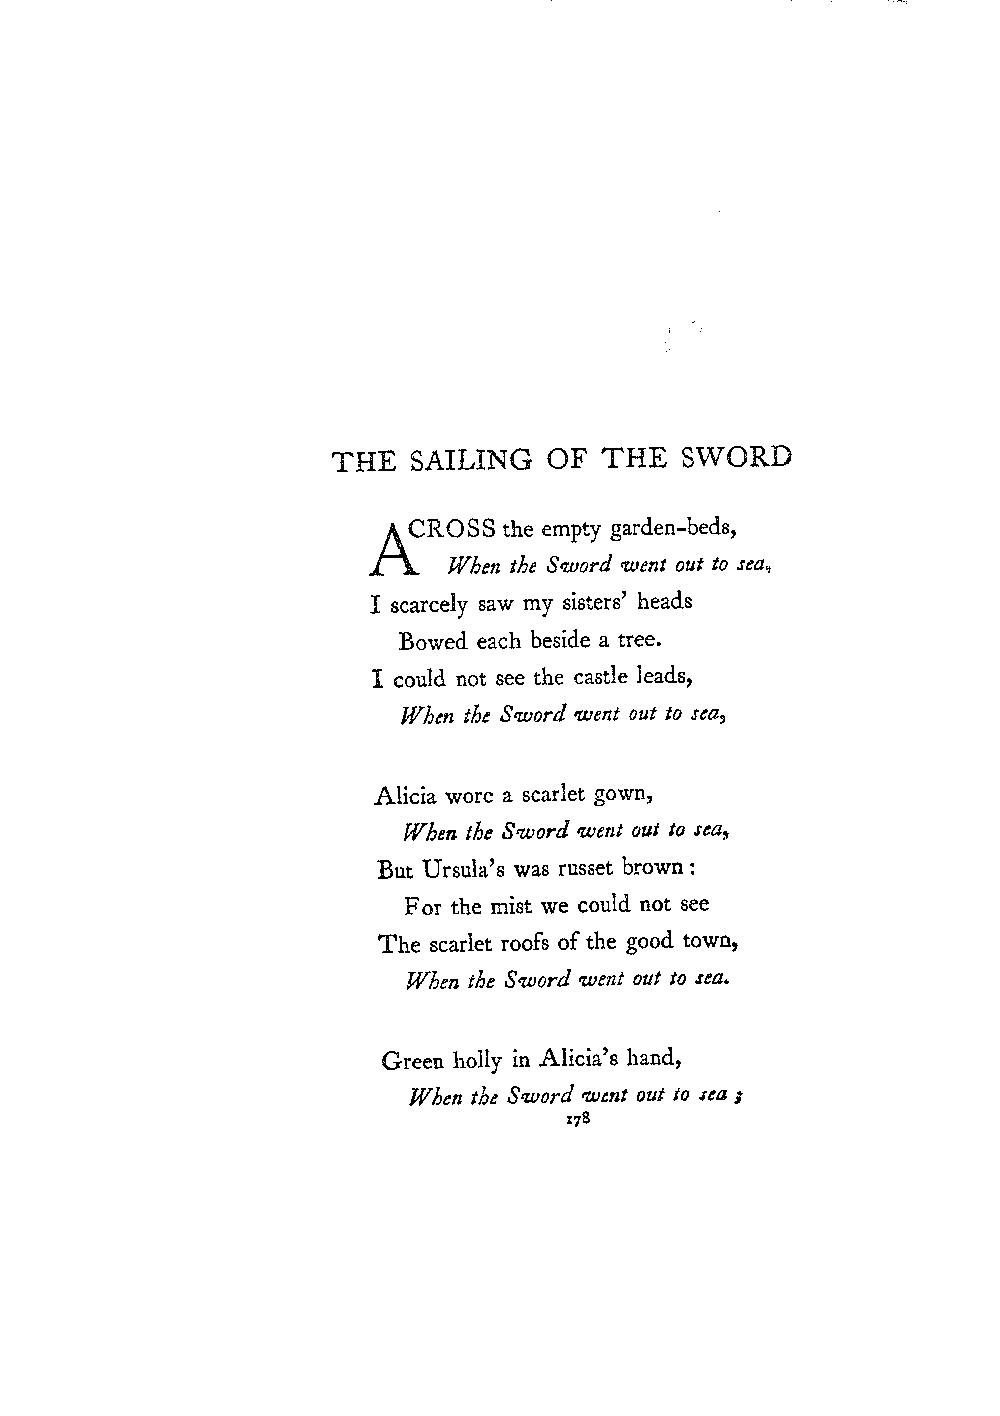 THE SAILING OF THE SWORD
ACROSS the empty garden-beds,
When the Sword went out to sea,
I scarcely saw my sisters' heads
Bowed each beside a tree.
I could not see the castle leads,
When the Sword went out to sea,
Alicia wore a scarlet gown,
When the Sword went out to sea,
But Ursula's was russet brown :
For the mist we could not see
The scarlet roofs of the good town,
When the Sword went out to sea.
Green holly in Alicia's hand,
When the Sword went out to sea ;
178